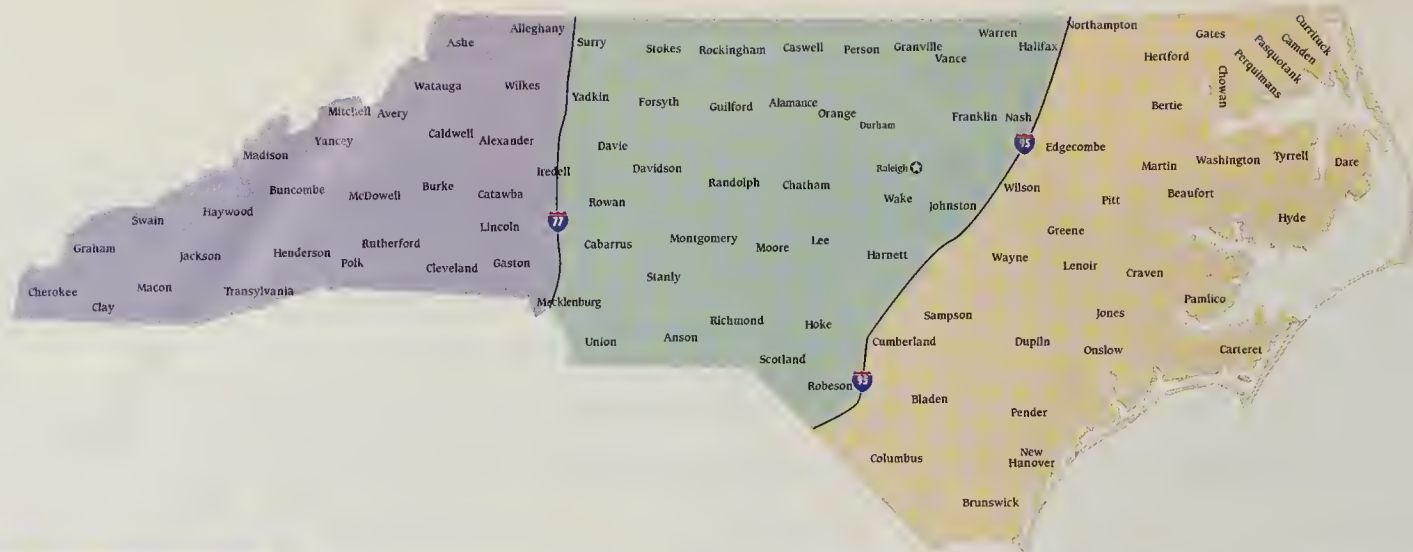 Alleghany
Ashe
Surry
Stokes
Rockingham
Caswell
Person
Granville
Vance
Warren
Halifax
Northampton
Gates
Hertford
Currituck
Camden
Pasquotank
Perquimans
Chowan
Watauga
Wilkes
Yadkin
Forsyth
Guilford
Alamance
Orange
Durham
Franklin
Nash
Bertie
Mitchell
Avery
Yancey
Caldwell
Alexander
Davie
95
Edgecombe
Madison
Iredell
Davidson
Raleigh
Martin
Washington
Tyrrell
Dare
Buncombe
McDowell
Burke
Catawba
Randolph
Chatham
Wake
Johnston
Wilson
Pitt
Beaufort
Swain
Haywood
Lincoln
77
Rowan
Greene
Hyde
Graham
Jackson
Henderson
Rutherford
Polk
Cleveland
Gaston
Cabarrus
Montgomery
Moore
Lee
Harnett
Wayne
Lenoir
Craven
Cherokee
Clay
Macon
Transylvania
Mecklenburg
Stanly
Pamlico
Richmond
Hoke
Sampson
Jones
Union
Anson
Scotland
Cumberland
Duplin
Onslow
Carteret
Robeson
95
Bladen
Pender
Columbus
New
Hanover
Brunswick